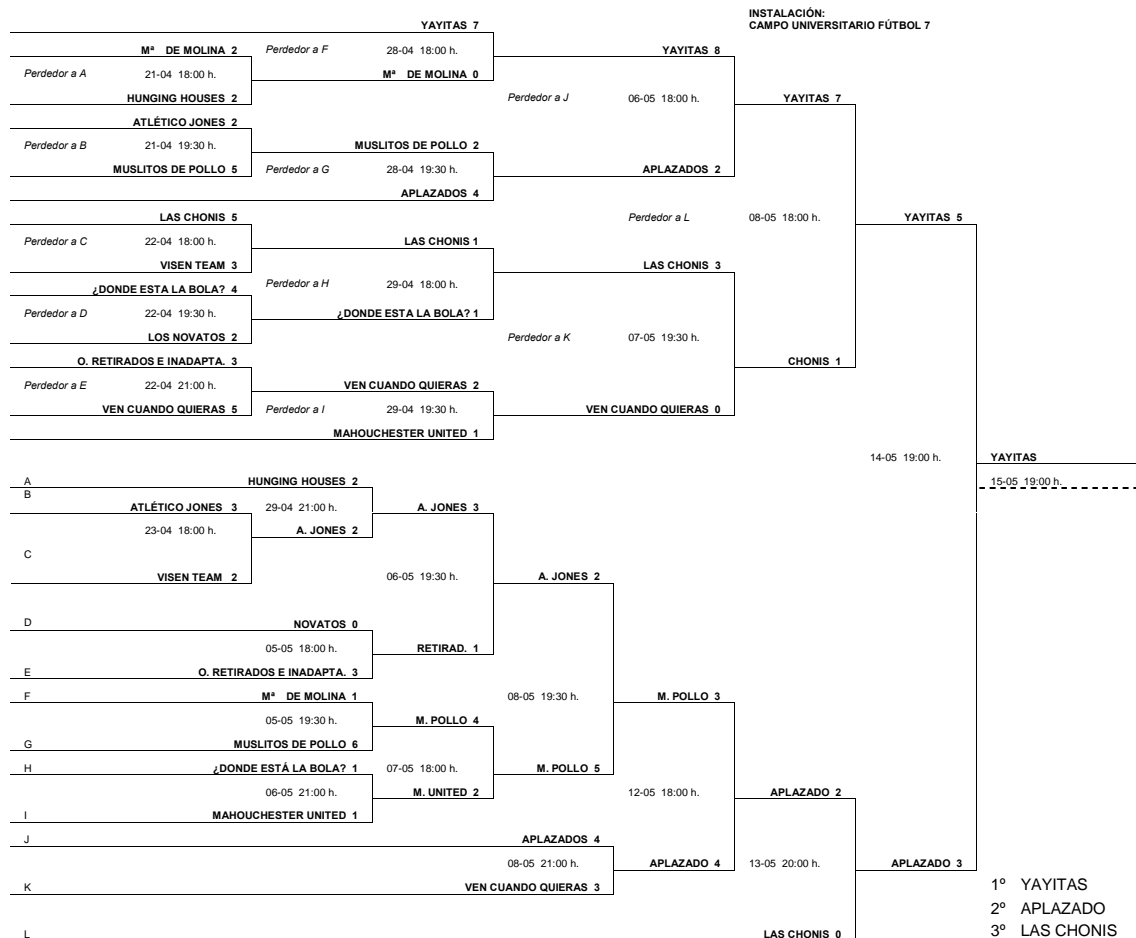 INSTALACIÓN:
CAMPO UNIVERSITARIO FÚTBOL 7
YAYITAS 7
Mª DE MOLINA 2
Perdedor a F
28-04 18:00 h.
YAYITAS 8
Perdedor a A
21-04 18:00 h.
Mª DE MOLINA 0
HUNGING HOUSES 2
Perdedor a J
06-05 18:00 h.
YAYITAS 7
ATLÉTICO JONES 2
Perdedor a B
21-04 19:30 h.
MUSLITOS DE POLLO 2
MUSLITOS DE POLLO 5
Perdedor a G
28-04 19:30 h.
APLAZADOS 2
APLAZADOS 4
LAS CHONIS 5
Perdedor a L
08-05 18:00 h.
YAYITAS 5
Perdedor a C
22-04 18:00 h.
LAS CHONIS 1
VISEN TEAM 3
LAS CHONIS 3
¿DONDE ESTA LA BOLA? 4
Perdedor a H
29-04 18:00 h.
Perdedor a D
22-04 19:30 h.
¿DONDE ESTA LA BOLA? 1
LOS NOVATOS 2
Perdedor a K
07-05 19:30 h.
O. RETIRADOS E INADAPTA. 3
CHONIS 1
Perdedor a E
22-04 21:00 h.
VEN CUANDO QUIERAS 2
VEN CUANDO QUIERAS 5
Perdedor a I
29-04 19:30 h.
VEN CUANDO QUIERAS 0
MAHOUCHESTER UNITED 1
14-05 19:00 h.
YAYITAS
A
HUNGING HOUSES 2
15-05 19:00 h.
B
ATLÉTICO JONES 3
29-04 21:00 h.
A. JONES 3
23-04 18:00 h.
A. JONES 2
C
VISEN TEAM 2
06-05 19:30 h.
A. JONES 2
D
NOVATOS 0
05-05 18:00 h.
RETIRAD. 1
E
O. RETIRADOS E INADAPTA. 3
F
Mª DE MOLINA 1
08-05 19:30 h.
M. POLLO 3
05-05 19:30 h.
M. POLLO 4
G
MUSLITOS DE POLLO 6
H
¿DONDE ESTÁ LA BOLA? 1
07-05 18:00 h.
M. POLLO 5
06-05 21:00 h.
M. UNITED 2
12-05 18:00 h.
APLAZADO 2
I
MAHOUCHESTER UNITED 1
J
APLAZADOS 4
08-05 21:00 h.
APLAZADO 4
13-05 20:00 h.
APLAZADO 3
K
VEN CUANDO QUIERAS 3
1º YAYITAS
2º APLAZADO
3º LAS CHONIS
L
LAS CHONIS 0